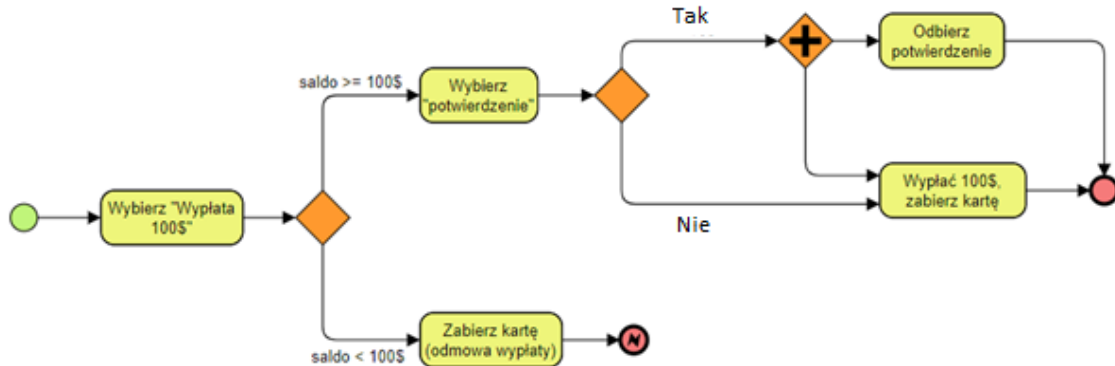 Tak
Odbierz
potwierdzenie
saldo >= 100$
Wybierz
"potwierdzenie"
Wypłać 100$,
zabierz kartę
Wybierz "Wypłata
100$"
Nie
Zabierz kartę
(odmowa wypłaty)
saldo < 100$